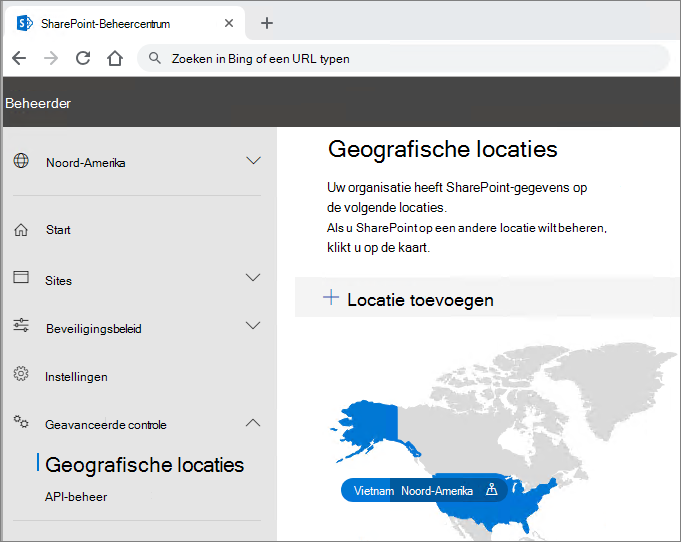 SharePoint-Beheercentrum
Zoeken in Bing of een URL typen
Beheerder
Noord-Amerika
Start
Sites
Beveiligingsbeleid
Instellingen
Geavanceerde controle
Geografische locaties
API-beheer
Geografische locaties
Uw organisatie heeft SharePoint-gegevens op
de volgende locaties.
Als u SharePoint op een andere locatie wilt beheren,
klikt u op de kaart.
Locatie toevoegen
Vietnam Noord-Amerika